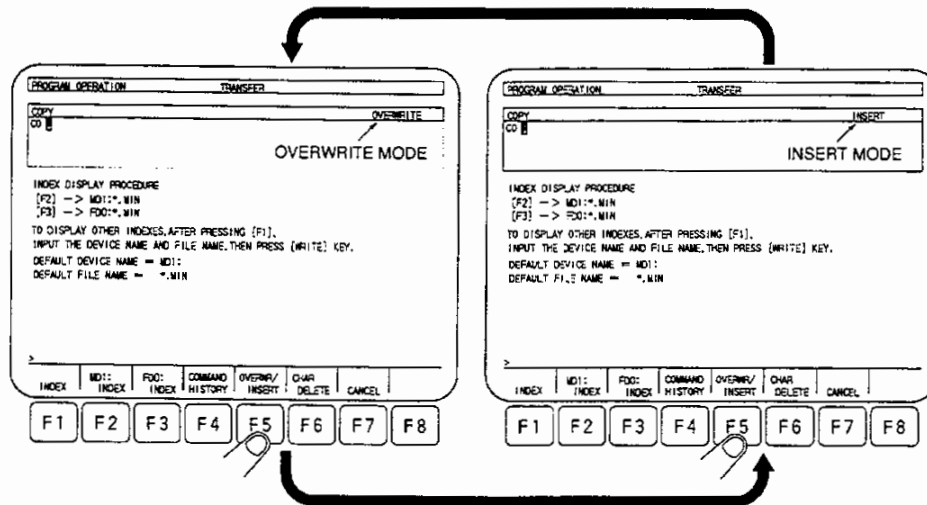 PROGRAM OPERATION TRANSFER
COPY OVERWRITE
CO
OVERWRITE MODE
INDEX DISPLAY PROCEDURE
[F2] —> MD1:*.MIN
[F3] —> FD0:*.MIN
TO DISPLAY OTHER INDEXES,AFTER PRESSING [F1],
INPUT THE DEVICE NAME AND FILE NAME,THEN PRESS [WRITE] KEY.
DEFAULT DEVICE NAME = MD1:
DEFAULT FILE NAME = *.MIN
>
INDEX MD1: INDEX FD0: INDEX COMMAND HISTORY OVERWR/ INSERT CHAR DELETE CANCEL
F1 F2 F3 F4 F5 F6 F7 F8
PROGRAM OPERATION TRANSFER
COPY INSERT
CO
INSERT MODE
INDEX DISPLAY PROCEDURE
[F2] —> MD1:*.MIN
[F3] —> FD0:*.MIN
TO DISPLAY OTHER INDEXES,AFTER PRESSING [F1],
INPUT THE DEVICE NAME AND FILE NAME,THEN PRESS [WRITE] KEY.
DEFAULT DEVICE NAME = MD1:
DEFAULT FILE NAME = *.MIN
>
INDEX MD1: INDEX FD0: INDEX COMMAND HISTORY OVERWR/ INSERT CHAR DELETE CANCEL
F1 F2 F3 F4 F5 F6 F7 F8